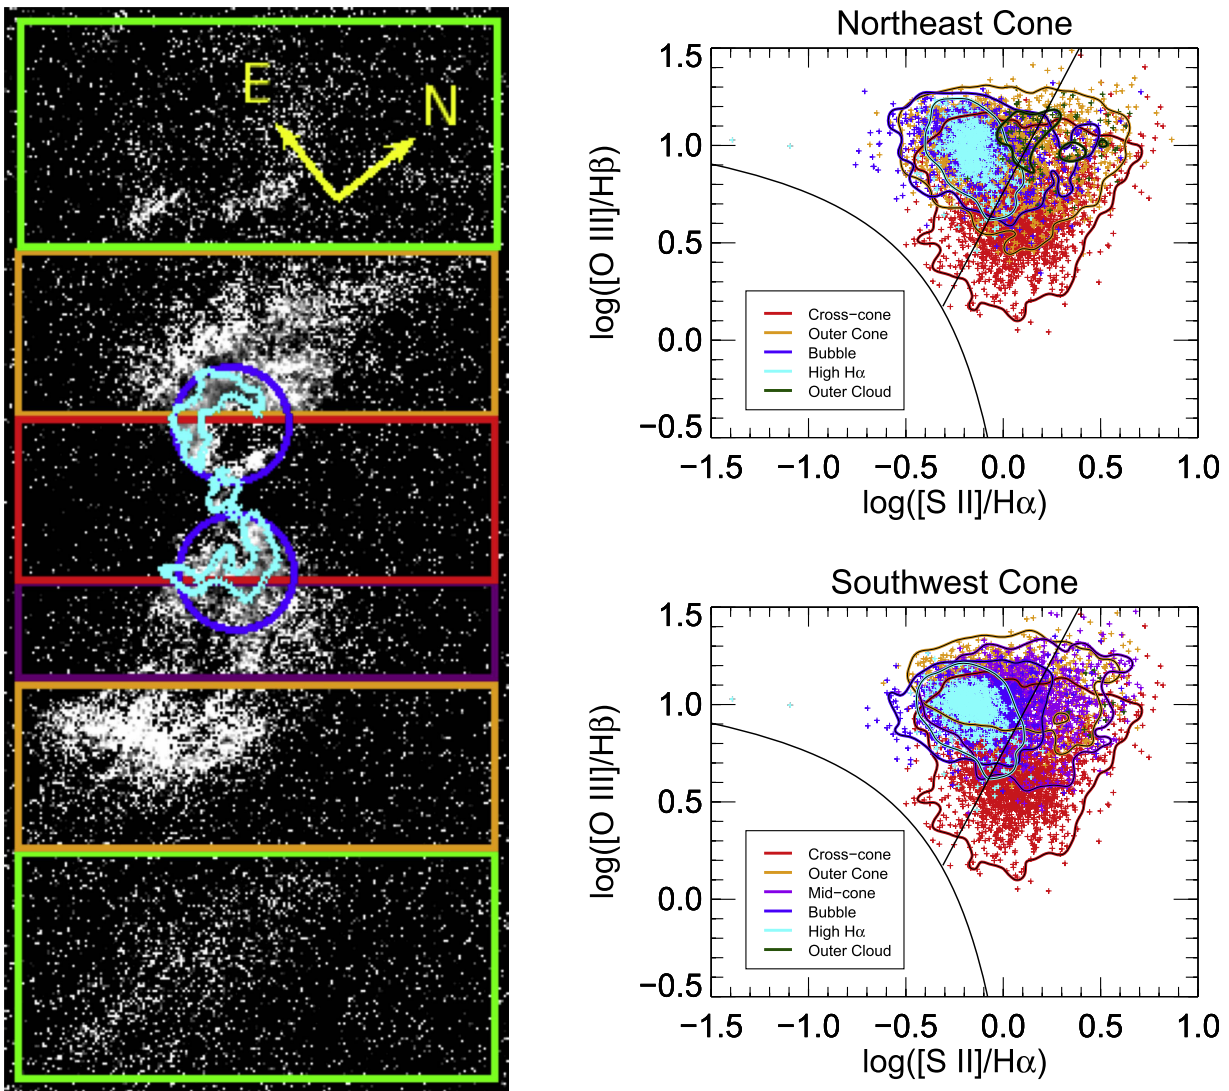 E
N
Northeast Cone
1.5
1.0
0.5
0.0
−0.5
log([O III]/Hβ)
Cross−cone
Outer Cone
Bubble
High Hα
Outer Cloud
−1.5 −1.0 −0.5 0.0 0.5 1.0
log([S II]/Hα)
Southwest Cone
1.5
1.0
0.5
0.0
−0.5
log([O III]/Hβ)
Cross−cone
Outer Cone
Mid−cone
Bubble
High Hα
Outer Cloud
−1.5 −1.0 −0.5 0.0 0.5 1.0
log([S II]/Hα)